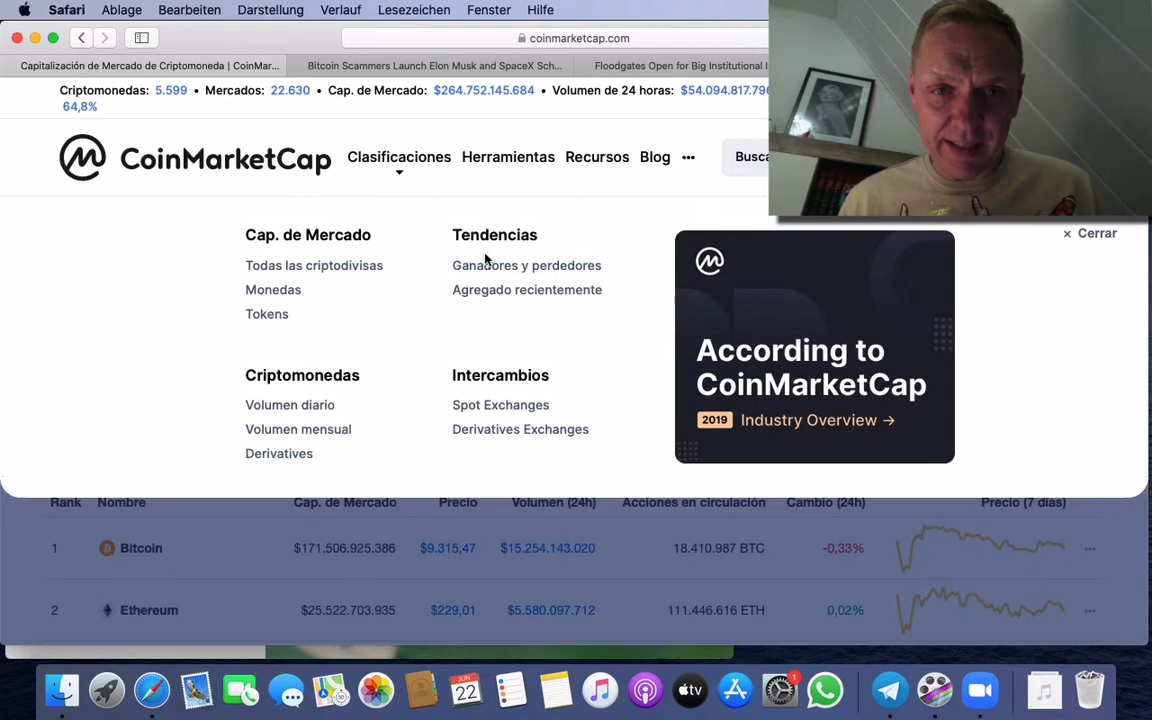 Safari Ablage Bearbeiten Darstellung Verlauf Lesezeichen Fenster Hilfe
coinmarketcap.com
Capitalización de Mercado de Criptomoneda | CoinMar... Bitcoin Scammers Launch Elon Musk and SpaceX Sch... Floodgates Open for Big Institutional
Criptomonedas: 5.599 • Mercados: 22.630 • Cap. de Mercado: $264.752.145.684 • Volumen de 24 horas: $54.094.817.796
64,8%
CoinMarketCap Clasificaciones Herramientas Recursos Blog ••• Busca
Cap. de Mercado Tendencias
× Cerrar
Todas las criptodivisas Ganadores y perdedores
Monedas Agregado recientemente
Tokens
According to
CoinMarketCap
2019 Industry Overview →
Criptomonedas Intercambios
Volumen diario Spot Exchanges
Volumen mensual Derivatives Exchanges
Derivatives
Rank Nombre Cap. de Mercado Precio Volumen (24h) Acciones en circulación Cambio (24h) Precio (7 días)
1 Bitcoin $171.506.925.386 $9.315,47 $15.254.143.020 18.410.987 BTC -0,33% •••
2 Ethereum $25.522.703.935 $229,01 $5.580.097.712 111.446.616 ETH 0,02% •••
JUN
22
tv
1